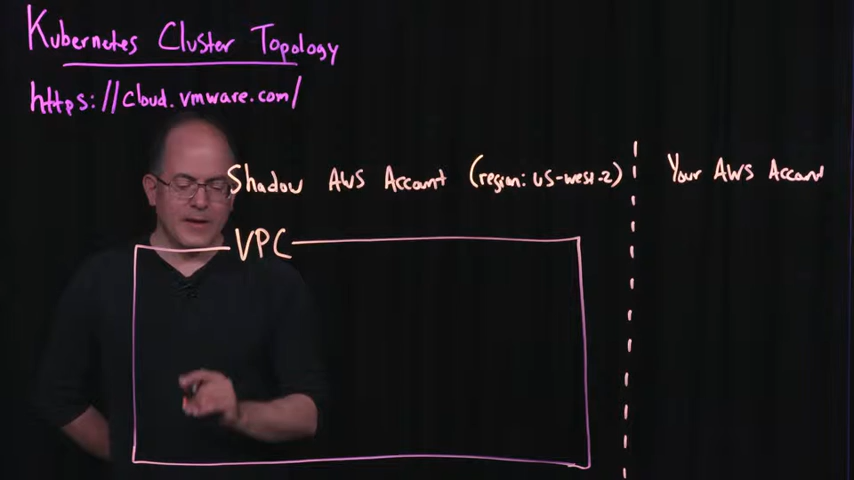 Kubernetes Cluster Topology
https://cloud.vmware.com/
Shadow AWS Account (region: us-west-2)
Your AWS Account
VPC